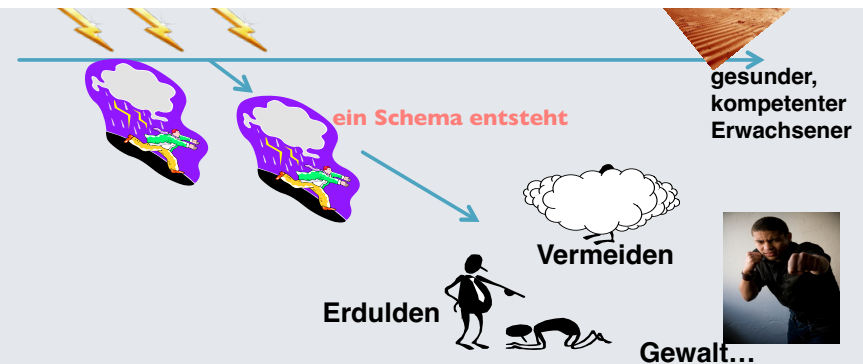 gesunder,
kompetenter
Erwachsener
ein Schema entsteht
Vermeiden
Erdulden
Gewalt…